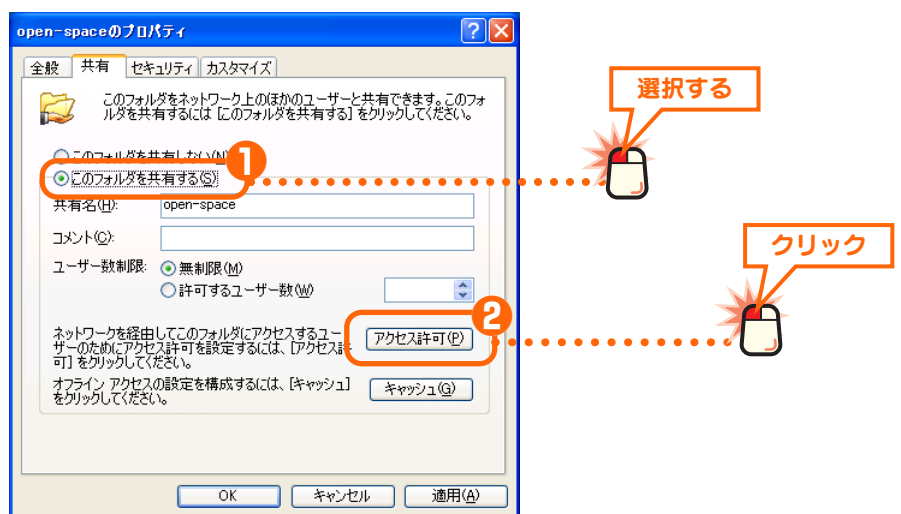 open-spaceのプロパティ
全般 共有 セキュリティ カスタマイズ
このフォルダをネットワーク上のほかのユーザーと共有できます。このフォ
ルダを共有するには [このフォルダを共有する] をクリックしてください。
選択する
このフォルダを共有しない(N)
1
このフォルダを共有する(S)
共有名(H): open-space
コメント(C):
クリック
ユーザー数制限: 無制限(M)
許可するユーザー数(W)
2
ネットワークを経由してこのフォルダにアクセスするユー
ザーのためにアクセス許可を設定するには、[アクセス許
可] をクリックしてください。
アクセス許可(P)
オフライン アクセスの設定を構成するには、[キャッシュ]
をクリックしてください。
キャッシュ(G)
OK キャンセル 適用(A)